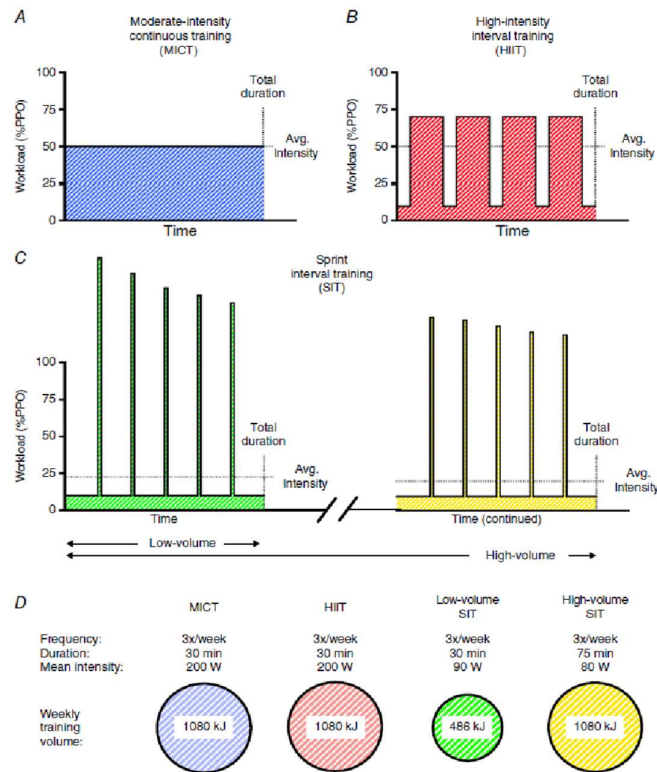 A
Moderate-intensity
continuous training
(MICT)
Total
duration
Avg.
Intensity
Workload (%PPO)
100
75
50
25
0
Time
B
High-intensity
interval training
(HIIT)
Total
duration
Avg.
Intensity
Workload (%PPO)
100
75
50
25
0
Time
C
Sprint
interval training
(SIT)
Workload (%PPO)
100
75
50
25
0
Total
duration
Avg.
Intensity
Time
Total
duration
Avg.
Intensity
Time (continued)
Low-volume
High-volume
D
MICT HIIT Low-volume SIT High-volume SIT
Frequency: 3x/week 3x/week 3x/week 3x/week
Duration: 30 min 30 min 30 min 75 min
Mean intensity: 200 W 200 W 90 W 80 W
Weekly
training
volume:
1080 kJ 1080 kJ 486 kJ 1080 kJ